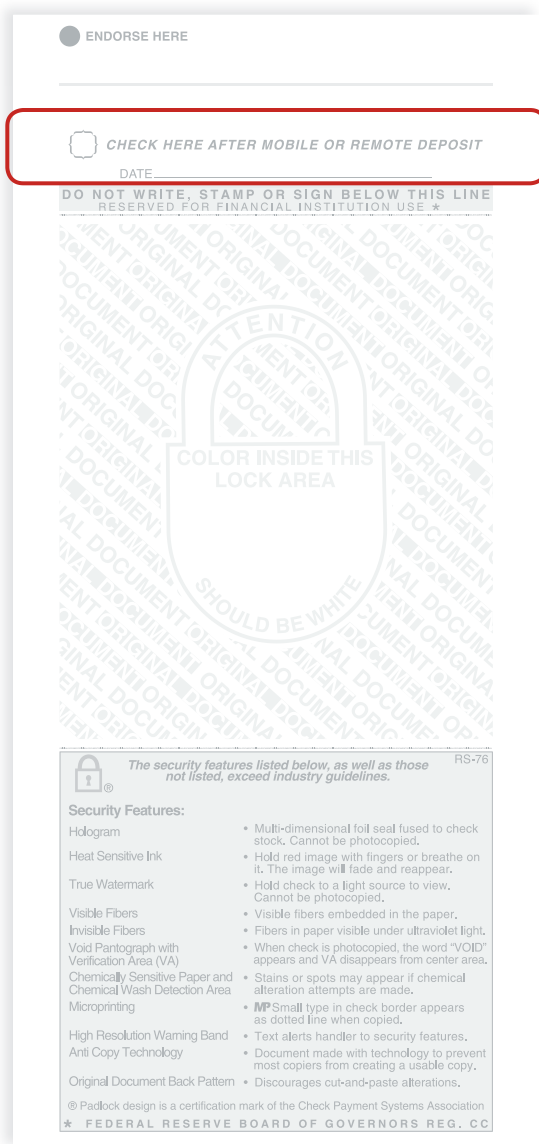 ENDORSE HERE
CHECK HERE AFTER MOBILE OR REMOTE DEPOSIT
DATE
DO NOT WRITE, STAMP OR SIGN BELOW THIS LINE
RESERVED FOR FINANCIAL INSTITUTION USE *
ATTENTION
COLOR INSIDE THIS
LOCK AREA
SHOULD BE WHITE
ORIGINAL DOCUMENT
RS-76
The security features listed below, as well as those
not listed, exceed industry guidelines.
®
Security Features:
Hologram • Multi-dimensional foil seal fused to check
stock. Cannot be photocopied.
Heat Sensitive Ink • Hold red image with fingers or breathe on
it. The image will fade and reappear.
True Watermark • Hold check to a light source to view.
Cannot be photocopied.
Visible Fibers • Visible fibers embedded in the paper.
Invisible Fibers • Fibers in paper visible under ultraviolet light.
Void Pantograph with • When check is photocopied, the word “VOID”
Verification Area (VA) appears and VA disappears from center area.
Chemically Sensitive Paper and • Stains or spots may appear if chemical
Chemical Wash Detection Area alteration attempts are made.
Microprinting • MP Small type in check border appears
as dotted line when copied.
High Resolution Warning Band • Text alerts handler to security features.
Anti Copy Technology • Document made with technology to prevent
most copiers from creating a usable copy.
Original Document Back Pattern • Discourages cut-and-paste alterations.
® Padlock design is a certification mark of the Check Payment Systems Association
* FEDERAL RESERVE BOARD OF GOVERNORS REG. CC